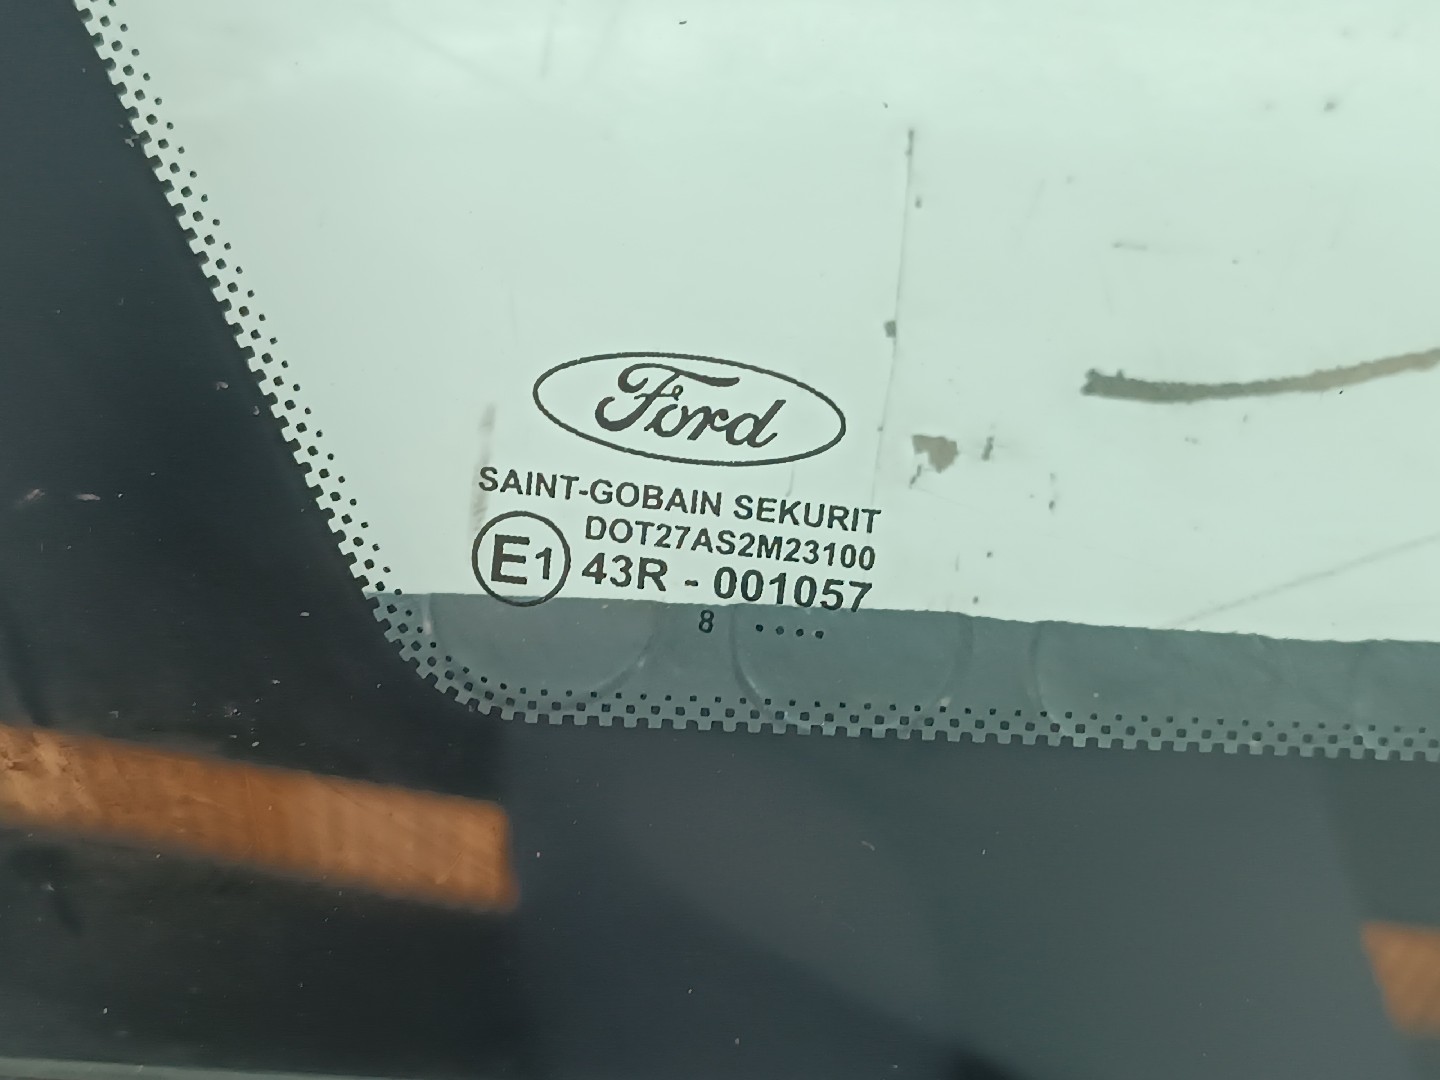 Ford
SAINT-GOBAIN SEKURIT
DOT27AS2M23100
E1 43R - 001057
8 ....